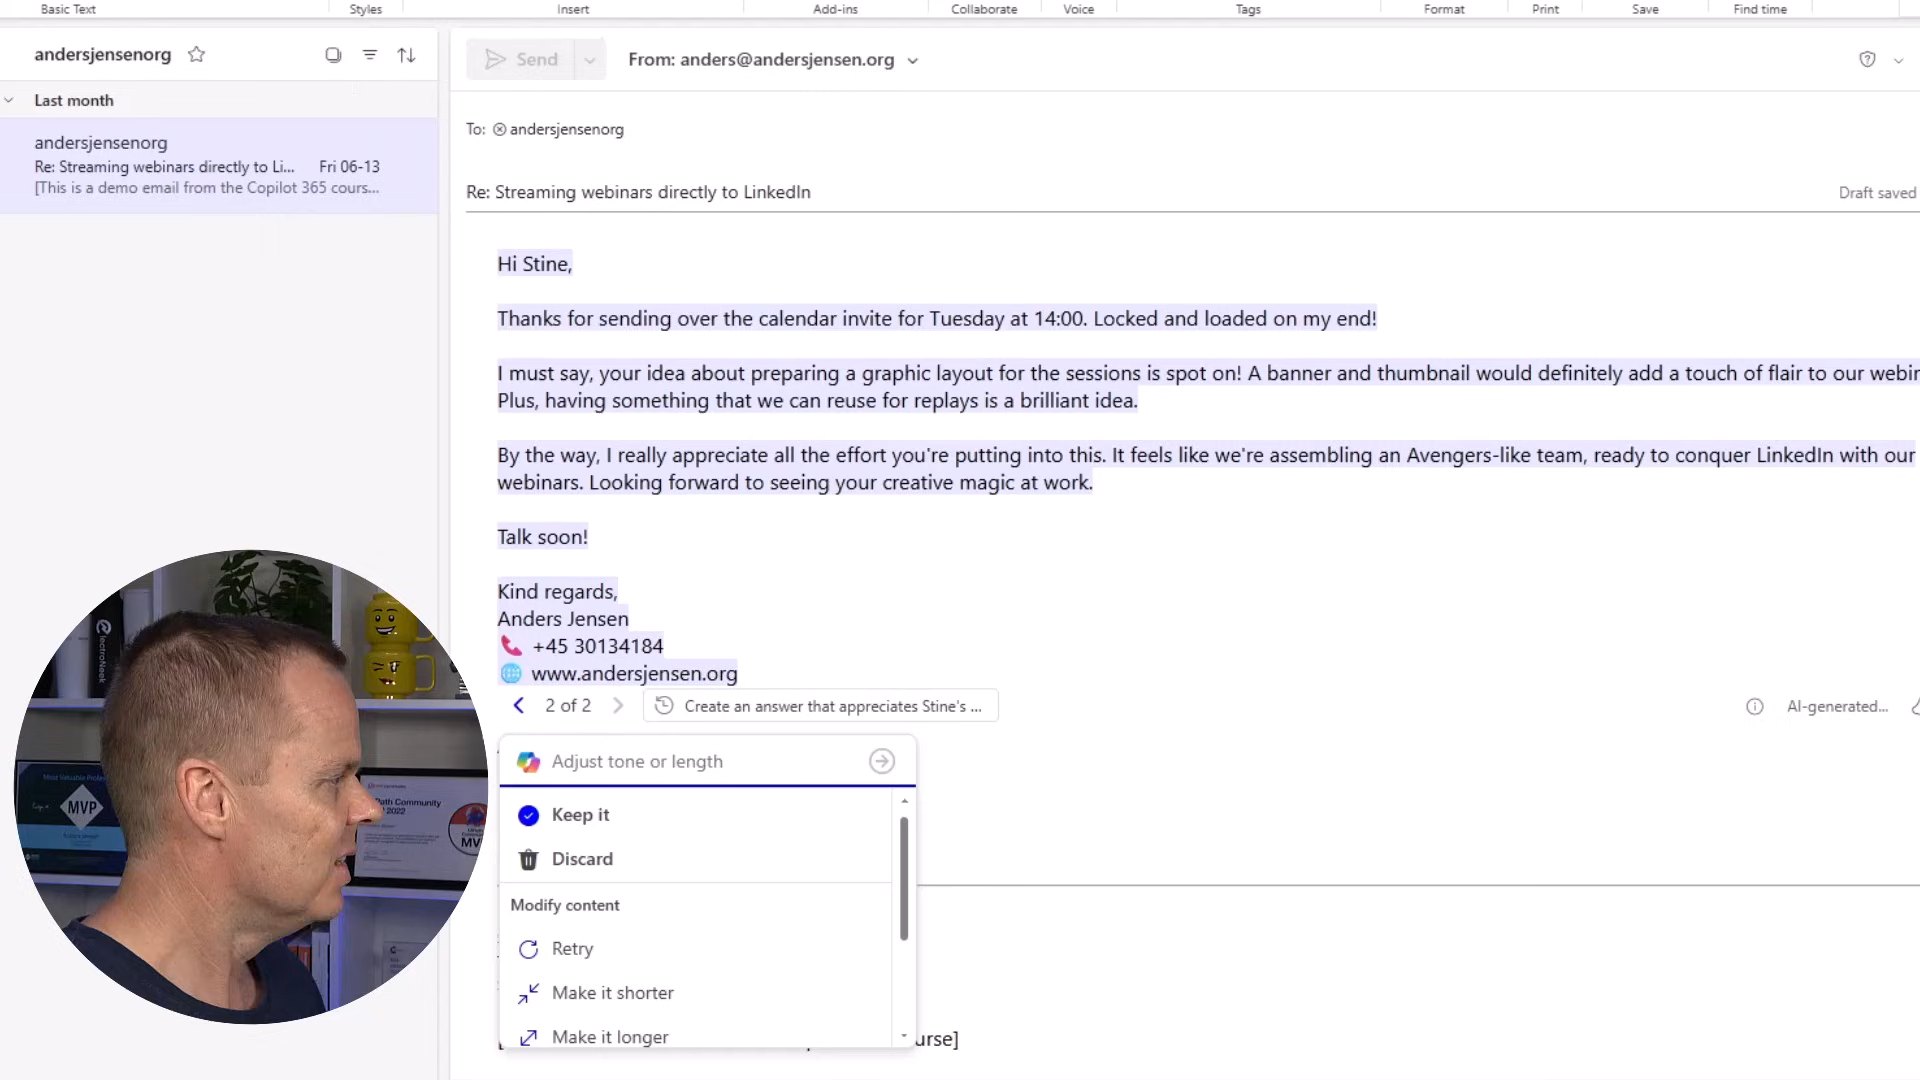 Basic Text
Styles
Insert
Add-ins
Collaborate
Voice
Tags
Format
Print
Save
Find time
andersjensenorg
Last month
andersjensenorg
Re: Streaming webinars directly to Li... Fri 06-13
[This is a demo email from the Copilot 365 cours...
Send
From: anders@andersjensen.org
To: andersjensenorg
Re: Streaming webinars directly to LinkedIn
Draft saved
Hi Stine,
Thanks for sending over the calendar invite for Tuesday at 14:00. Locked and loaded on my end!
I must say, your idea about preparing a graphic layout for the sessions is spot on! A banner and thumbnail would definitely add a touch of flair to our webin
Plus, having something that we can reuse for replays is a brilliant idea.
By the way, I really appreciate all the effort you're putting into this. It feels like we're assembling an Avengers-like team, ready to conquer LinkedIn with our
webinars. Looking forward to seeing your creative magic at work.
Talk soon!
Kind regards,
Anders Jensen
+45 30134184
www.andersjensen.org
2 of 2
Create an answer that appreciates Stine's ...
AI-generated...
Adjust tone or length
Keep it
Discard
Modify content
Retry
Make it shorter
Make it longer
urse]
ElectroNeek
MVP
Path Community
2022
MV